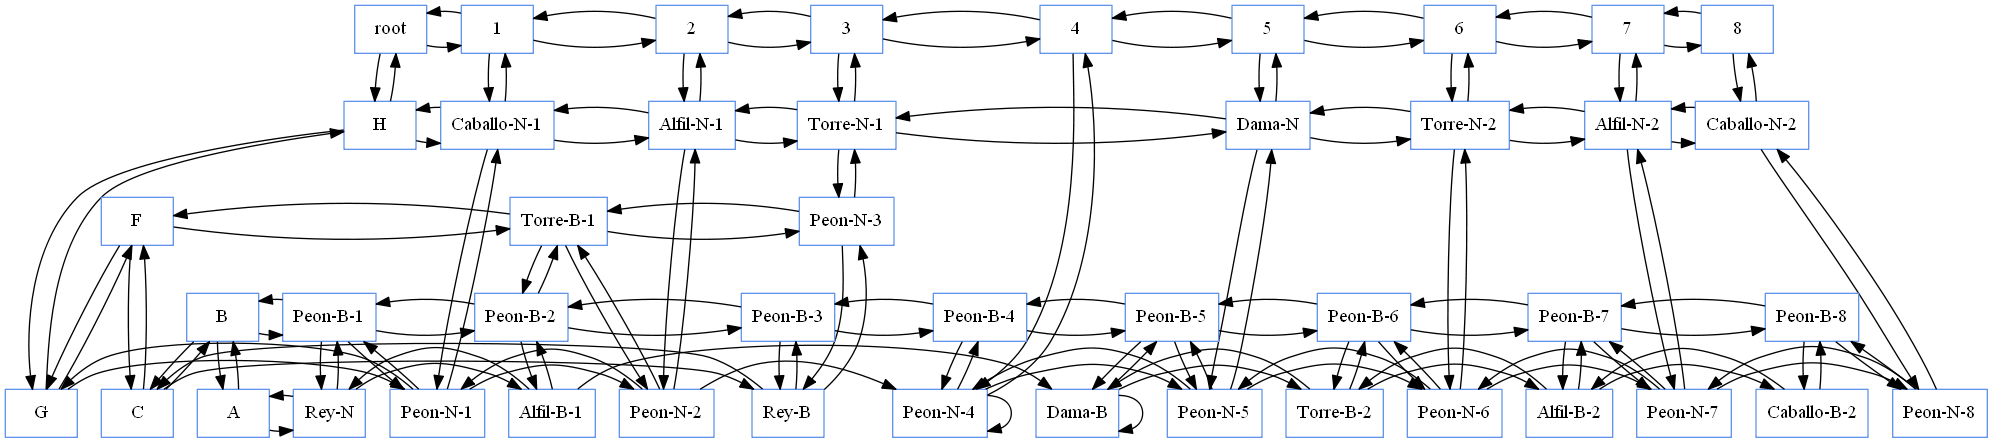 root
1
2
3
4
5
6
7
8
H
Caballo-N-1
Alfil-N-1
Torre-N-1
Dama-N
Torre-N-2
Alfil-N-2
Caballo-N-2
F
Torre-B-1
Peon-N-3
B
Peon-B-1
Peon-B-2
Peon-B-3
Peon-B-4
Peon-B-5
Peon-B-6
Peon-B-7
Peon-B-8
G
C
A
Rey-N
Peon-N-1
Alfil-B-1
Peon-N-2
Rey-B
Peon-N-4
Dama-B
Peon-N-5
Torre-B-2
Peon-N-6
Alfil-B-2
Peon-N-7
Caballo-B-2
Peon-N-8